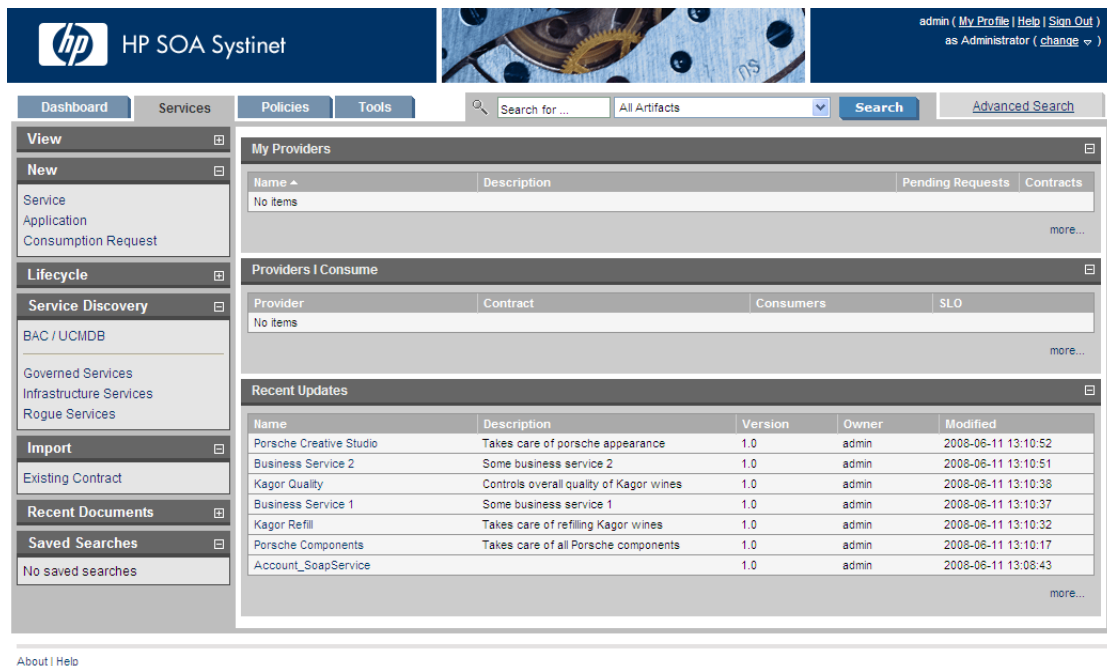 admin ( My Profile | Help | Sign Out )
as Administrator ( change )
hp HP SOA Systinet
ns
Dashboard Services Policies Tools Search for ... All Artifacts Search Advanced Search
View
New
Service
Application
Consumption Request
Lifecycle
Service Discovery
BAC / UCMDB
Governed Services
Infrastructure Services
Rogue Services
Import
Existing Contract
Recent Documents
Saved Searches
No saved searches
My Providers
Name Description Pending Requests Contracts
No items
more...
Providers I Consume
Provider Contract Consumers SLO
No items
more...
Recent Updates
Name Description Version Owner Modified
Porsche Creative Studio Takes care of porsche appearance 1.0 admin 2008-06-11 13:10:52
Business Service 2 Some business service 2 1.0 admin 2008-06-11 13:10:51
Kagor Quality Controls overall quality of Kagor wines 1.0 admin 2008-06-11 13:10:38
Business Service 1 Some business service 1 1.0 admin 2008-06-11 13:10:37
Kagor Refill Takes care of refilling Kagor wines 1.0 admin 2008-06-11 13:10:32
Porsche Components Takes care of all Porsche components 1.0 admin 2008-06-11 13:10:17
Account_SoapService 1.0 admin 2008-06-11 13:08:43
more...
About | Help